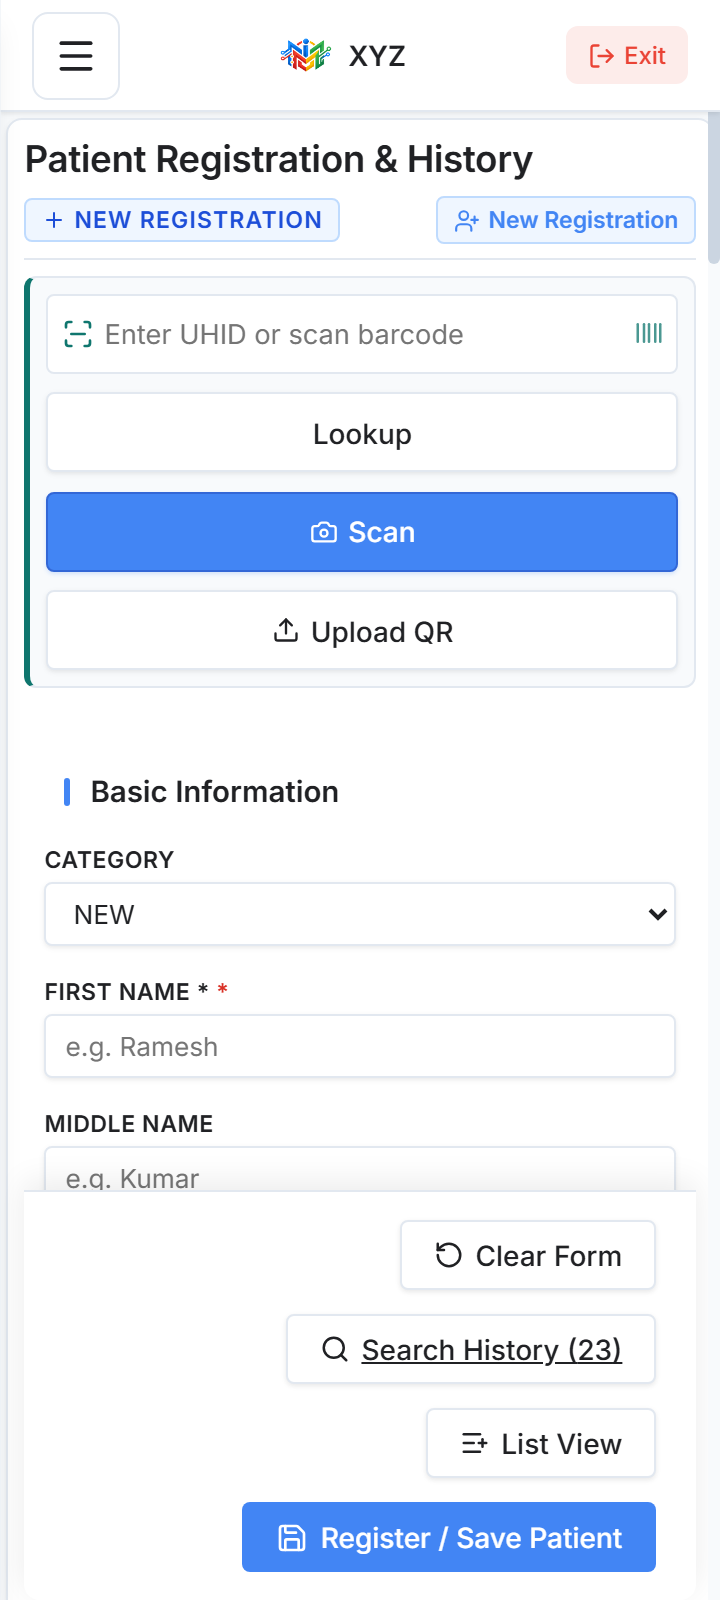 XYZ
Exit
Patient Registration & History
+ NEW REGISTRATION
New Registration
Enter UHID or scan barcode
Lookup
Scan
Upload QR
Basic Information
CATEGORY
NEW
FIRST NAME * *
e.g. Ramesh
MIDDLE NAME
e.g. Kumar
Clear Form
Search History (23)
List View
Register / Save Patient